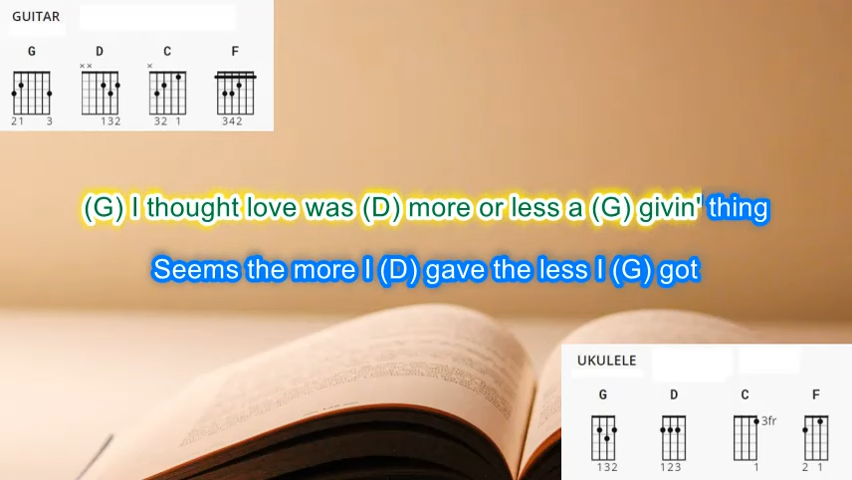 GUITAR
G D C F
×× ×
21 3 132 32 1 342
(G) I thought love was (D) more or less a (G) givin' thing
Seems the more I (D) gave the less I (G) got
UKULELE
G D C F
3fr
132 123 1 2 1